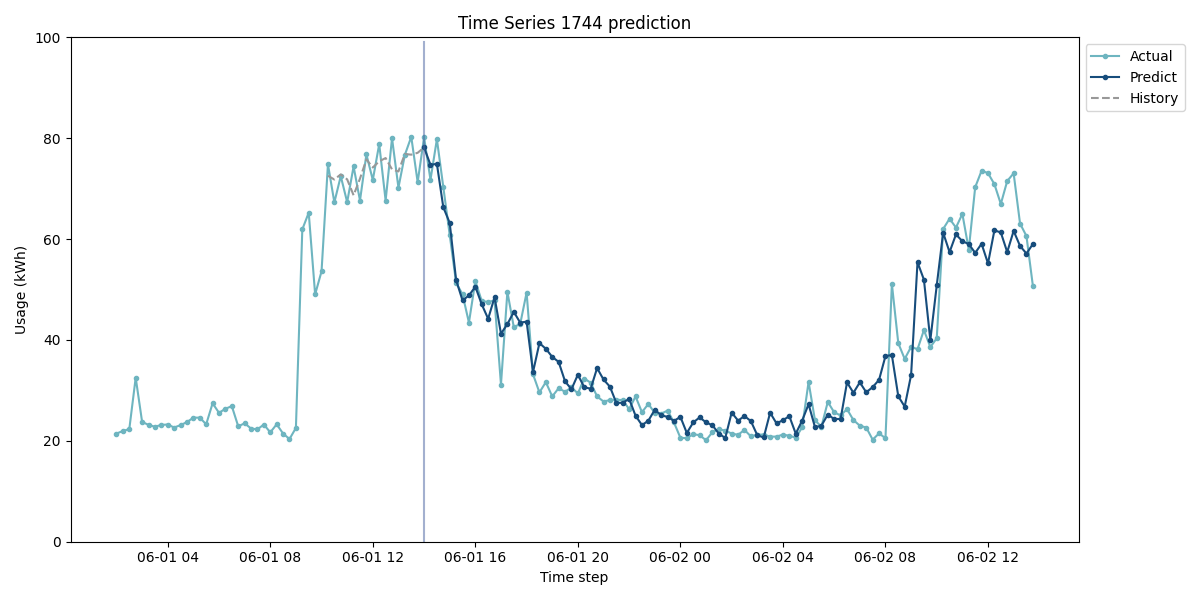 Time Series 1744 prediction
100
80
60
40
20
0
Usage (kWh)
06-01 04
06-01 08
06-01 12
06-01 16
06-01 20
06-02 00
06-02 04
06-02 08
06-02 12
Time step
Actual
Predict
History